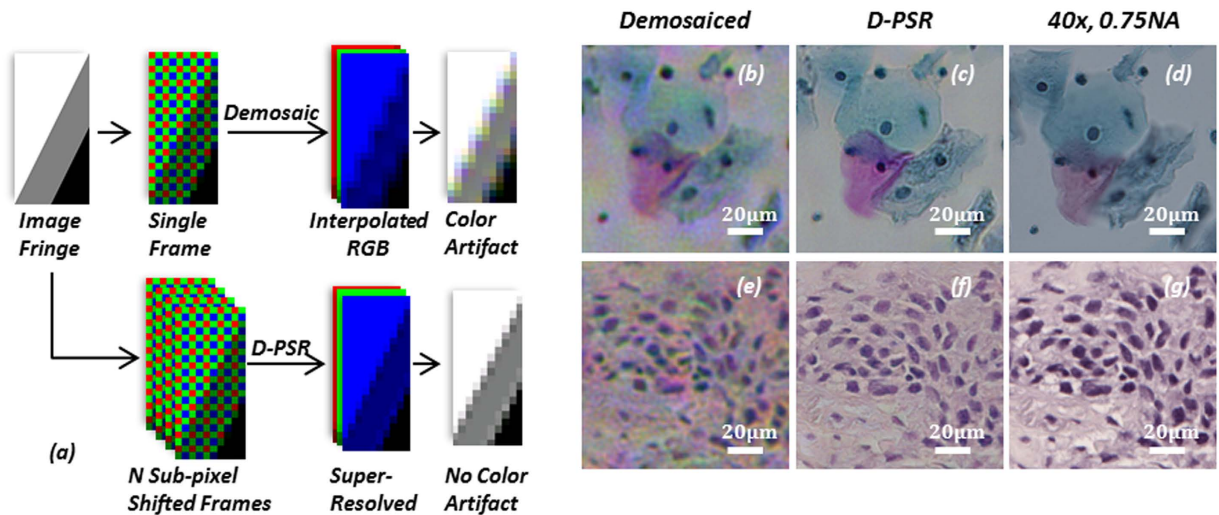 Demosaiced
D-PSR
40x, 0.75NA
Demosaic
Image
Fringe
Single
Frame
Interpolated
RGB
Color
Artifact
D-PSR
(a)
N Sub-pixel
Shifted Frames
Super-
Resolved
No Color
Artifact
(b)
20μm
(c)
20μm
(d)
20μm
(e)
20μm
(f)
20μm
(g)
20μm